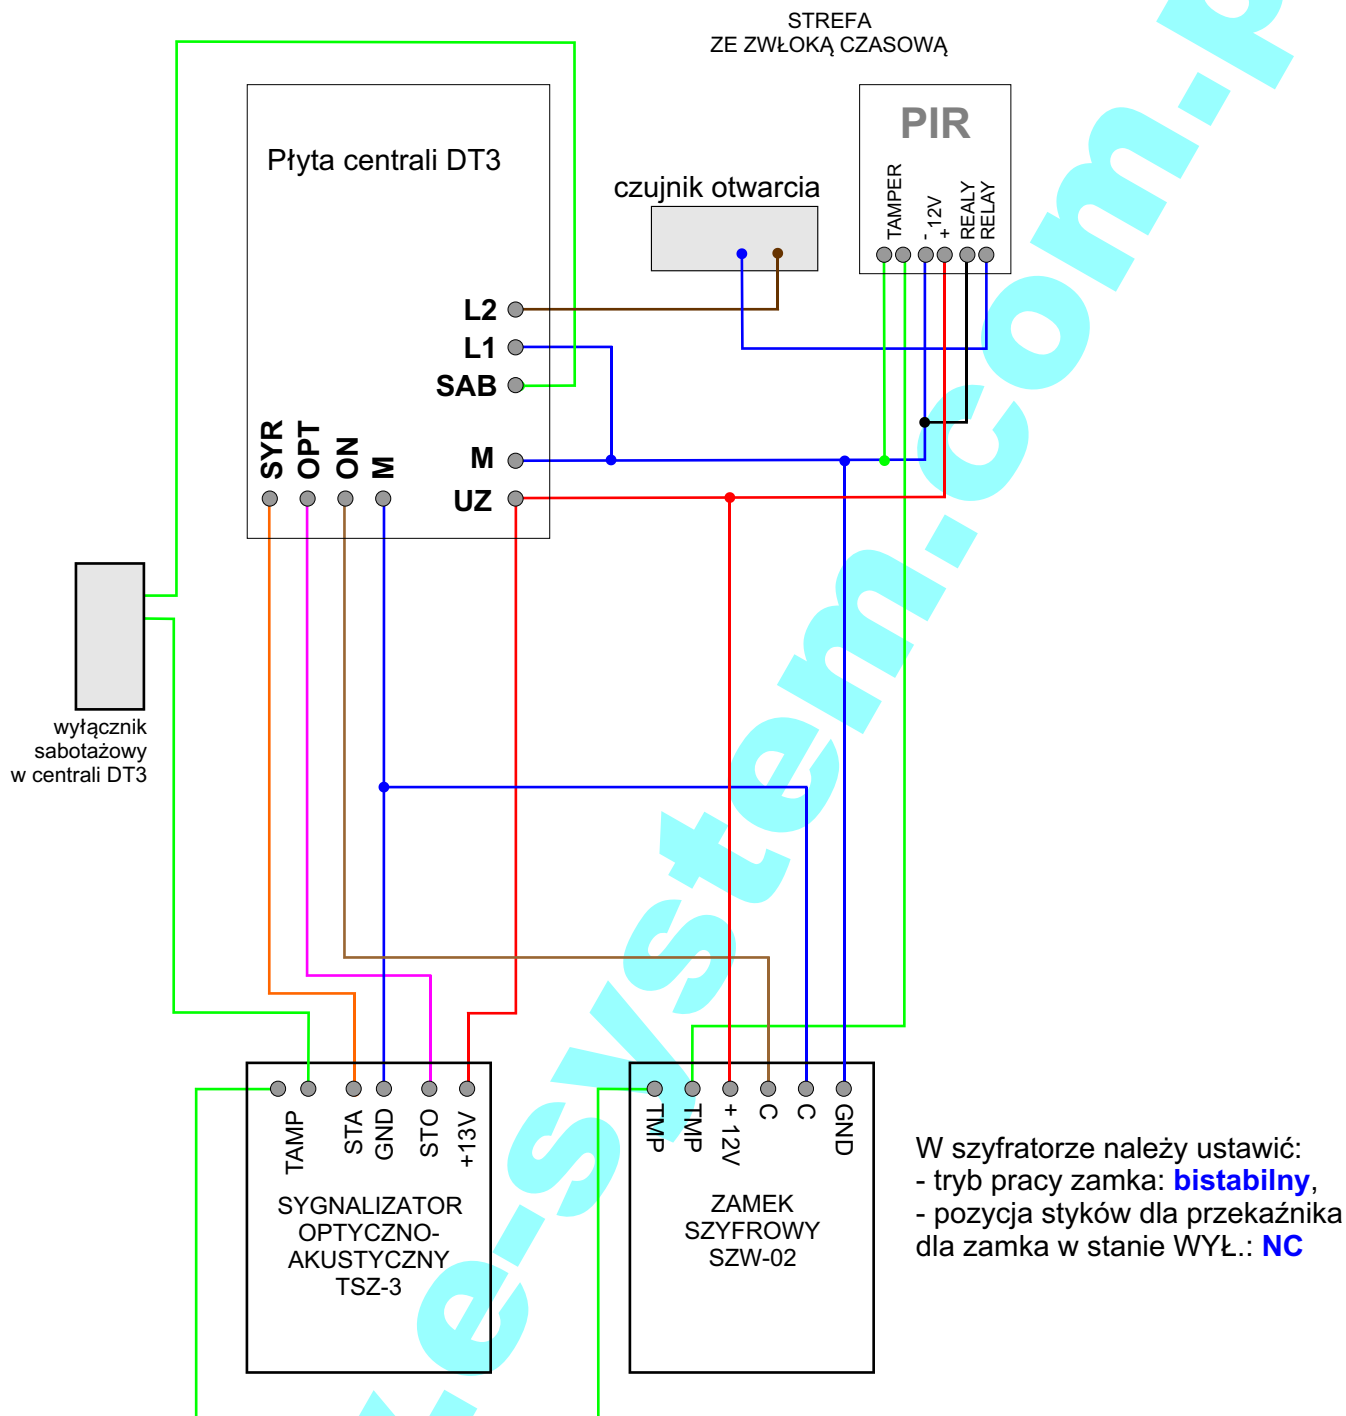 STREFA
ZE ZWŁOKĄ CZASOWĄ
PIR
TAMPER
- 12V +
REALY
RELAY
Płyta centrali DT3
czujnik otwarcia
L2
L1
SAB
M
UZ
SYR
OPT
ON
M
wyłącznik
sabotażowy
w centrali DT3
TAMP
STA
GND
STO
+13V
SYGNALIZATOR
OPTYCZNO-
AKUSTYCZNY
TSZ-3
TMP
TMP
+ 12V
C
C
GND
ZAMEK
SZYFROWY
SZW-02
W szyfratorze należy ustawić:
- tryb pracy zamka: bistabilny,
- pozycja styków dla przekaźnika
dla zamka w stanie WYŁ.: NC
e-system.com.p